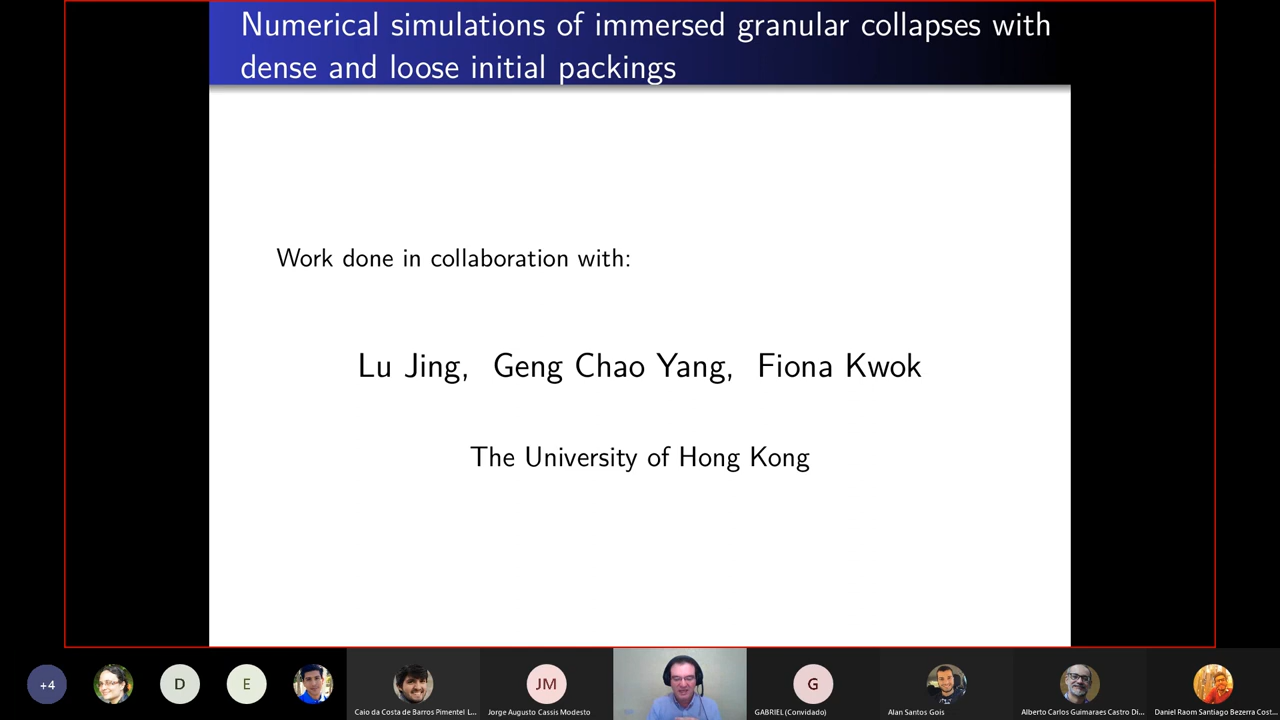 Numerical simulations of immersed granular collapses with
dense and loose initial packings
Work done in collaboration with:
Lu Jing, Geng Chao Yang, Fiona Kwok
The University of Hong Kong
+4
D
E
Caio da Costa de Barros Pimentel L...
JM
Jorge Augusto Cassis Modesto
G
GABRIEL (Convidado)
Alan Santos Gois
Alberto Carlos Guimaraes Castro Di...
Daniel Raom Santiago Bezerra Cost...